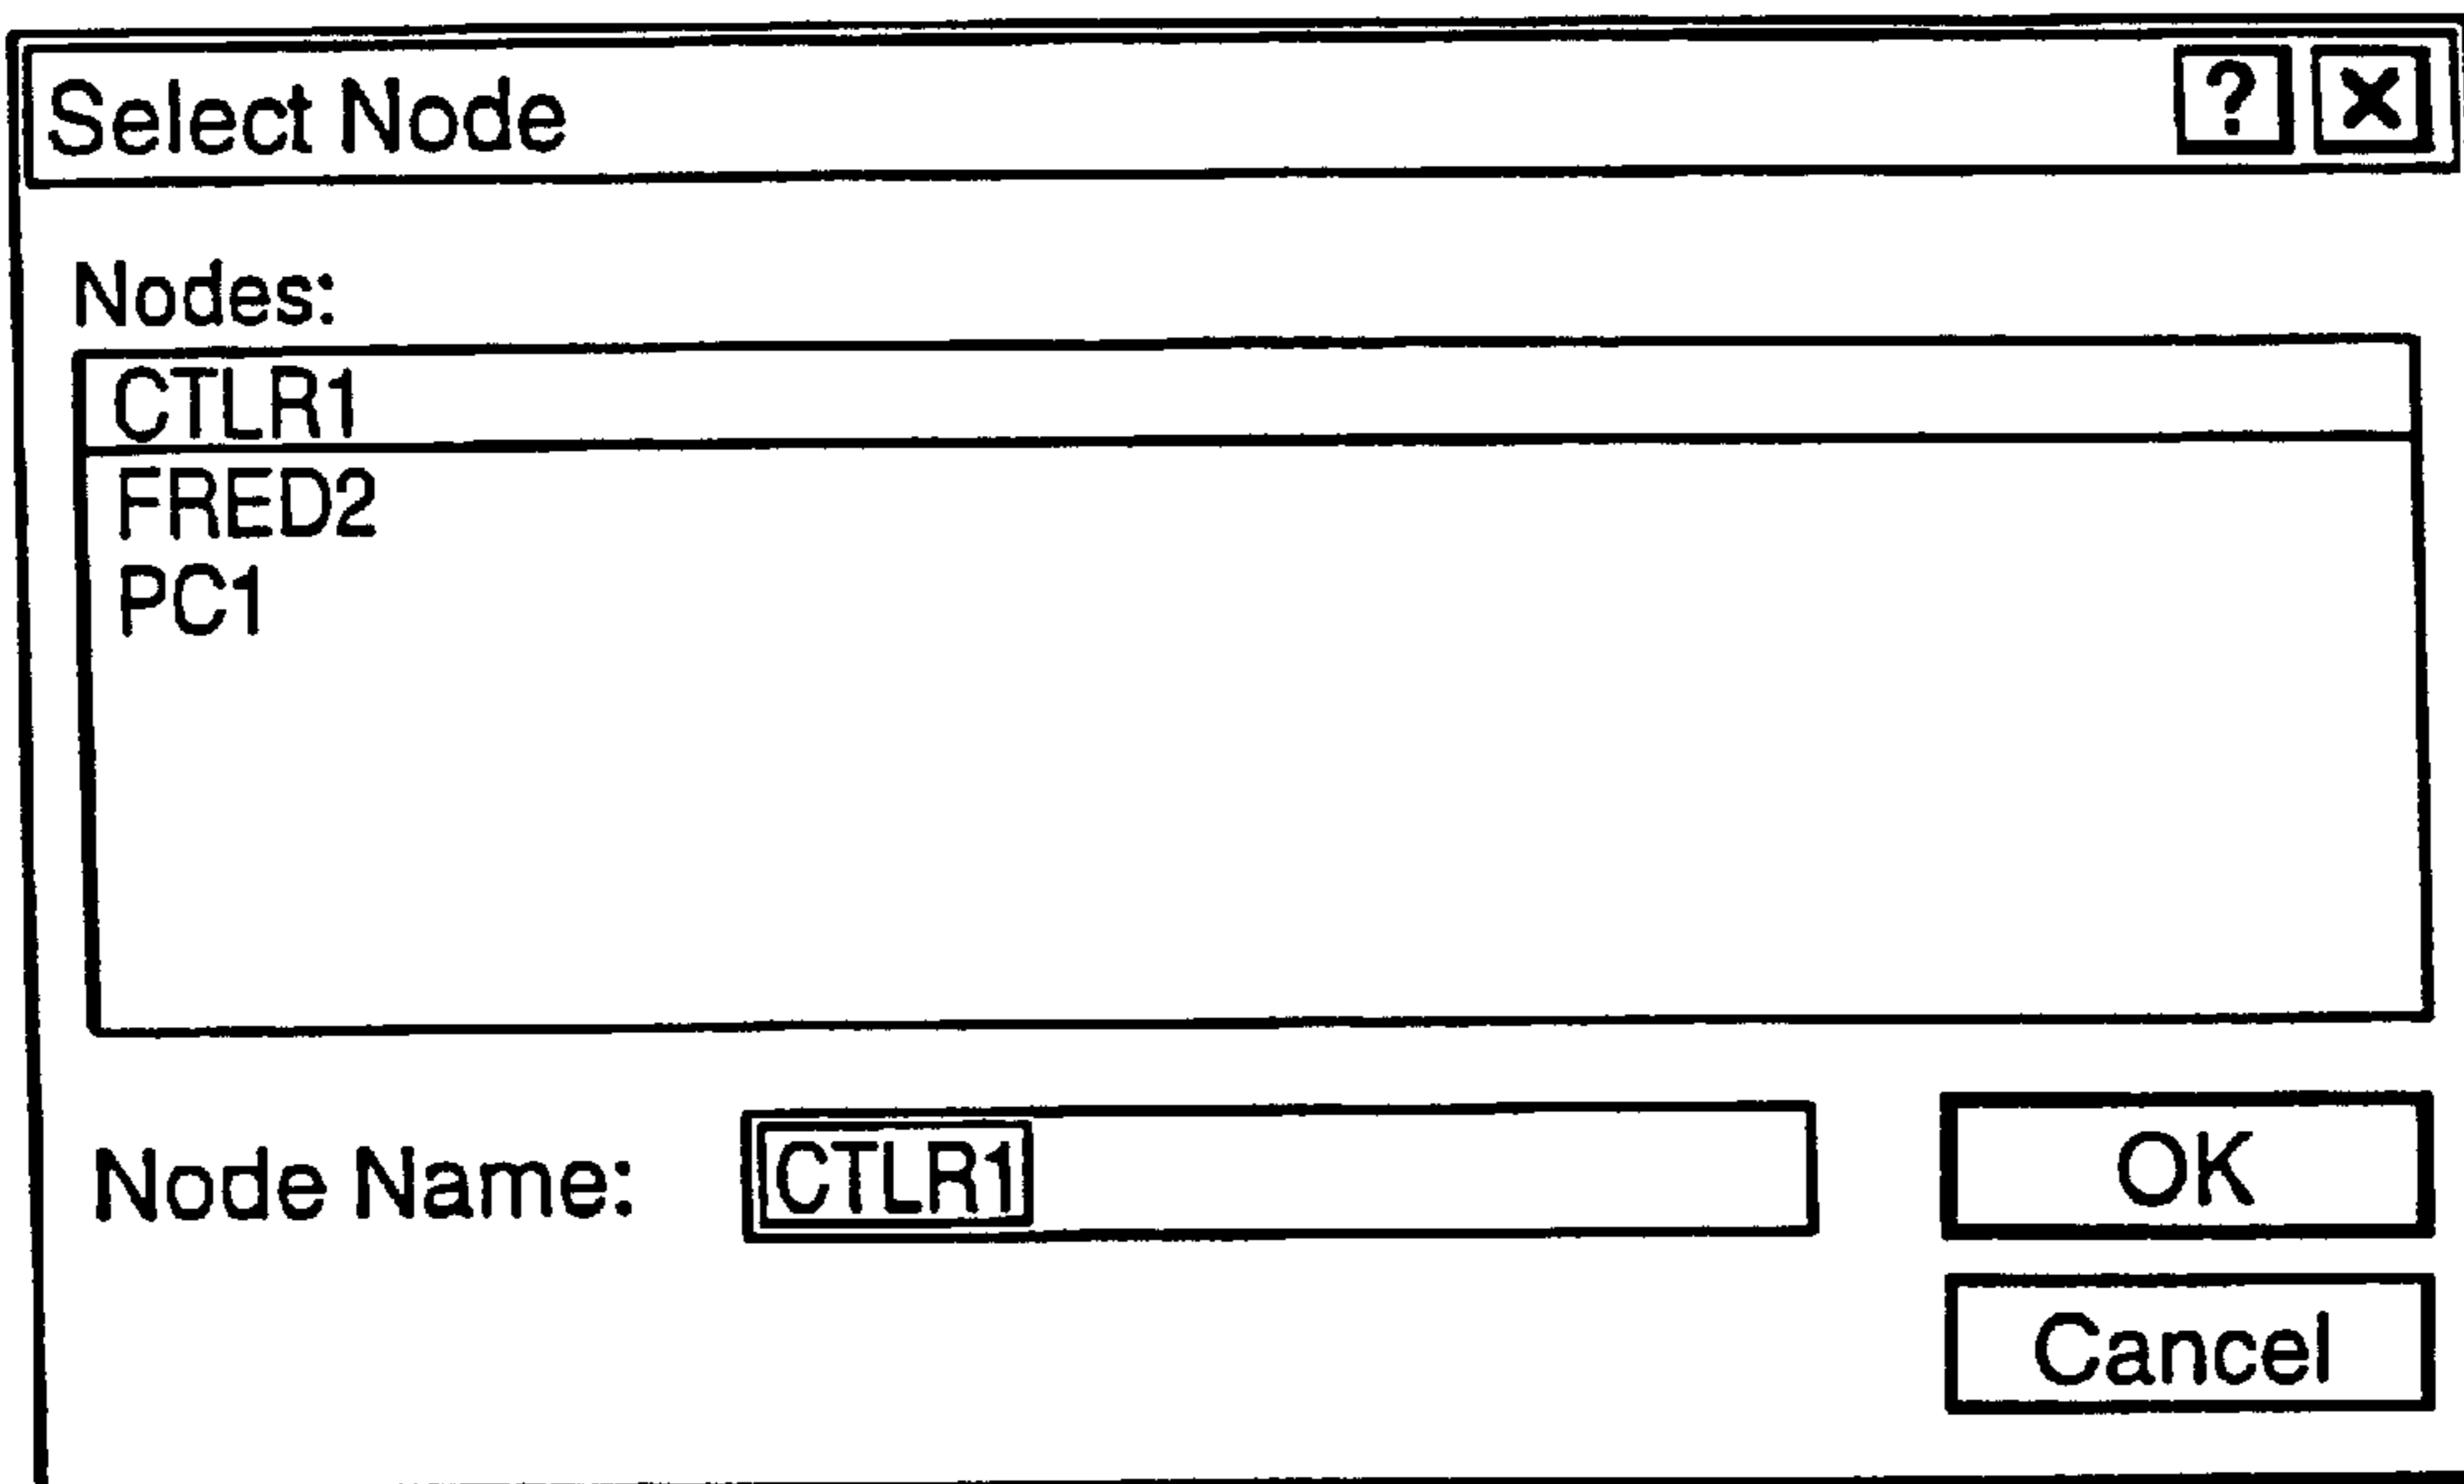 Select Node ? ×
Nodes:
CTLR1
FRED2
PC1
Node Name: CTLR1 OK
Cancel